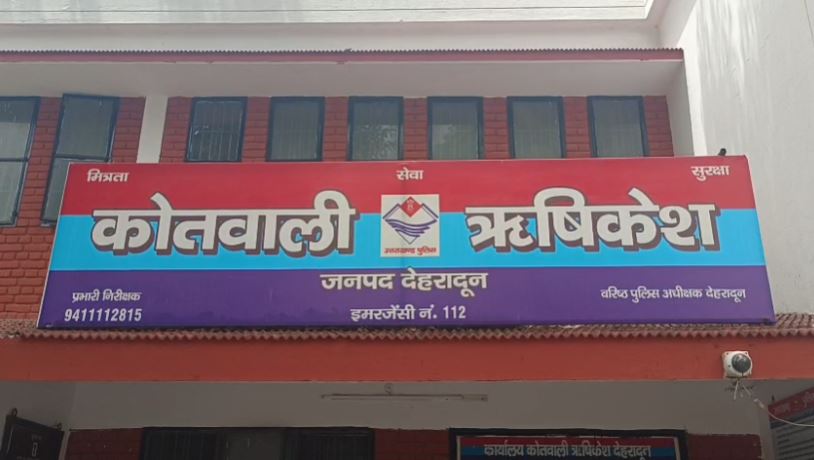 मित्रता सेवा सुरक्षा
कोतवाली ऋषिकेश
उत्तराखण्ड पुलिस
जनपद देहरादून
प्रभारी निरीक्षक वरिष्ठ पुलिस अधीक्षक देहरादून
9411112815 इमरजेंसी नं. 112
कार्यालय कोतवाली ऋषिकेश देहरादून